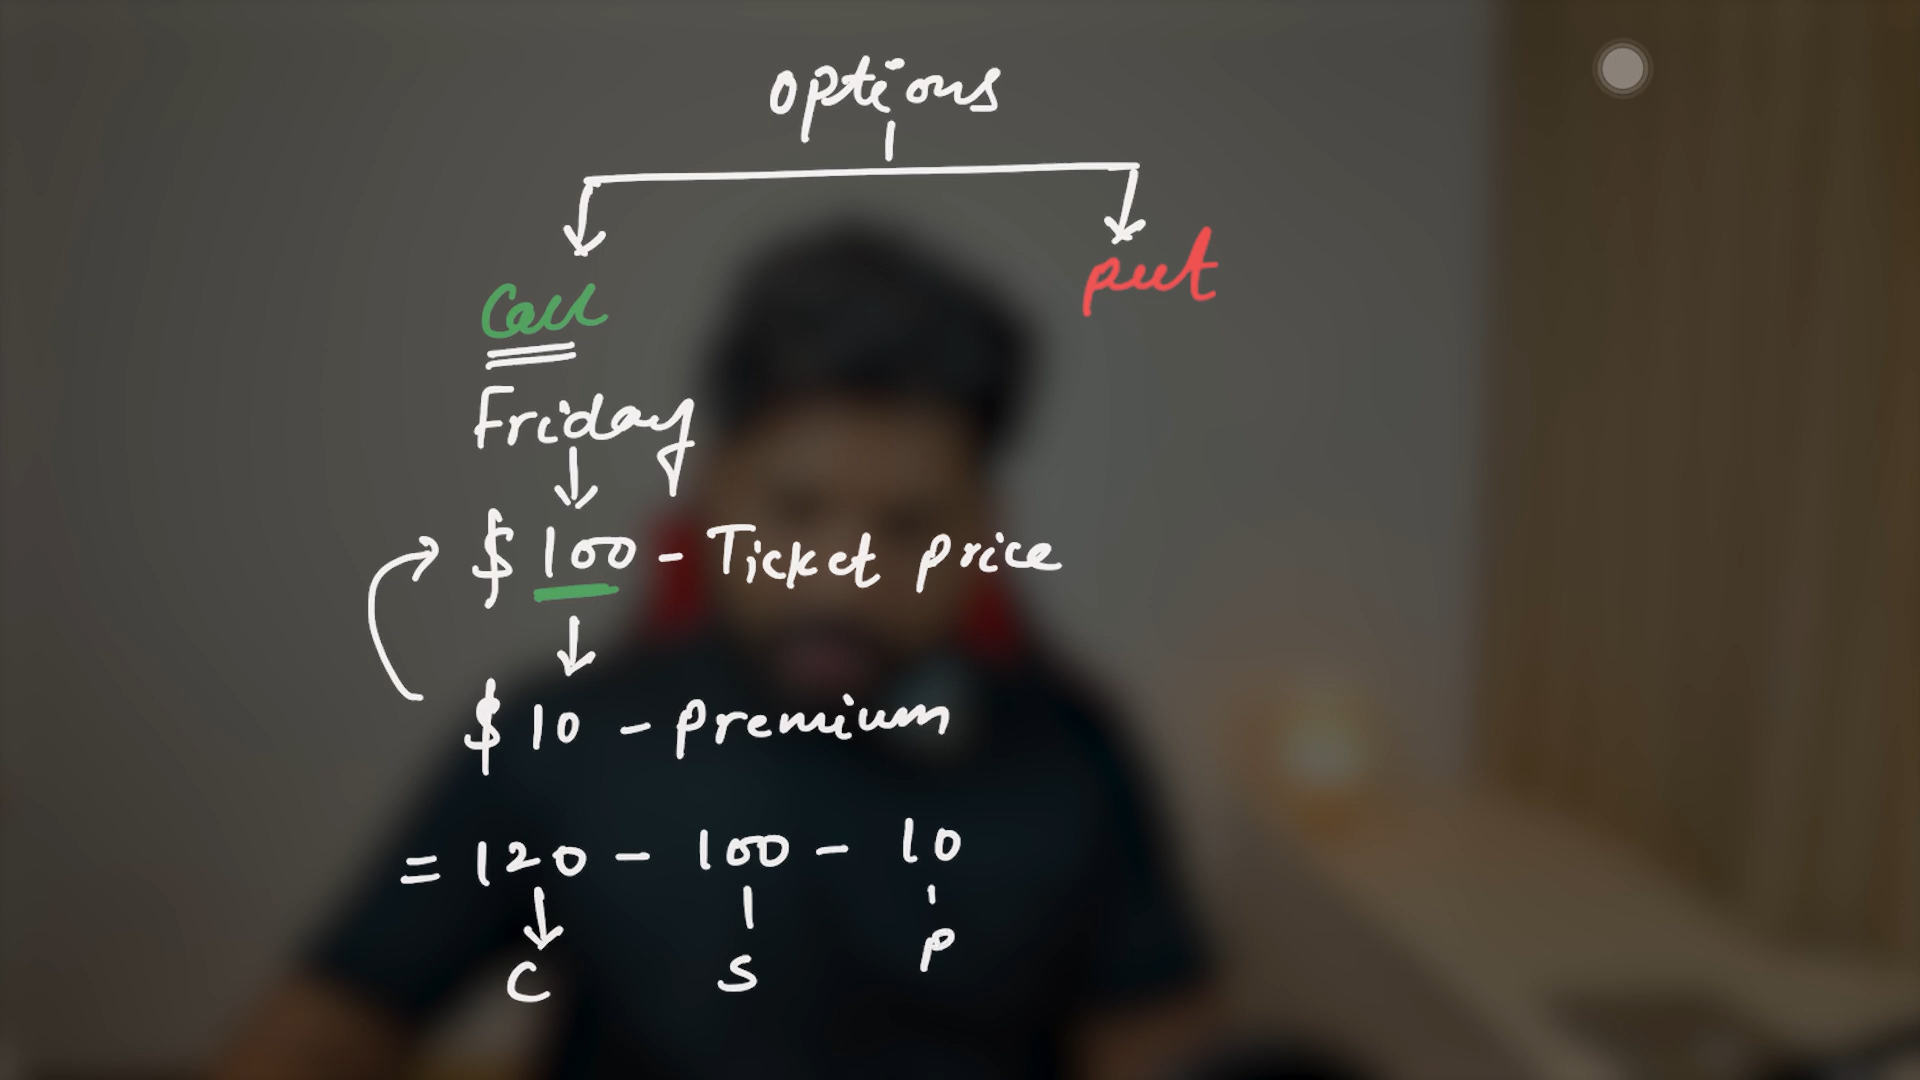 options
Call put
Friday
$ 100 - Ticket price
$ 10 - premium
= 120 - 100 - 10
C S P